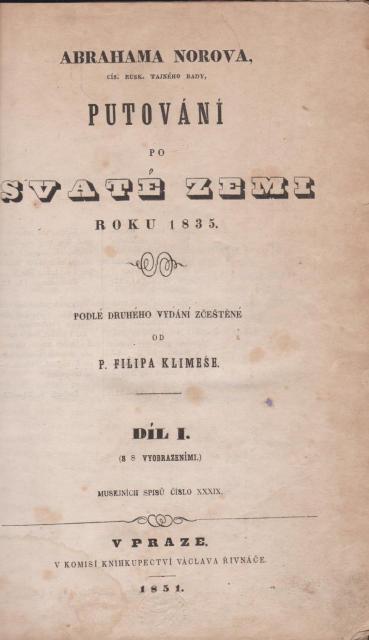 ABRAHAMA NOROVA,
CÍS. RUSK. TAJNÉHO RADY,
PUTOVÁNÍ
PO
SVATÉ ZEMI
ROKU 1835.
PODLÉ DRUHÉHO VYDÁNÍ ZČEŠTĚNÉ
OD
P. FILIPA KLIMEŠE.
DÍL I.
(S 8 VYOBRAZENÍMI.)
MUSEJNÍCH SPISŮ ČÍSLO XXXIX.
V PRAZE.
V KOMISÍ KNIHKUPECTVÍ VÁCLAVA ŘIVNÁČE.
1851.